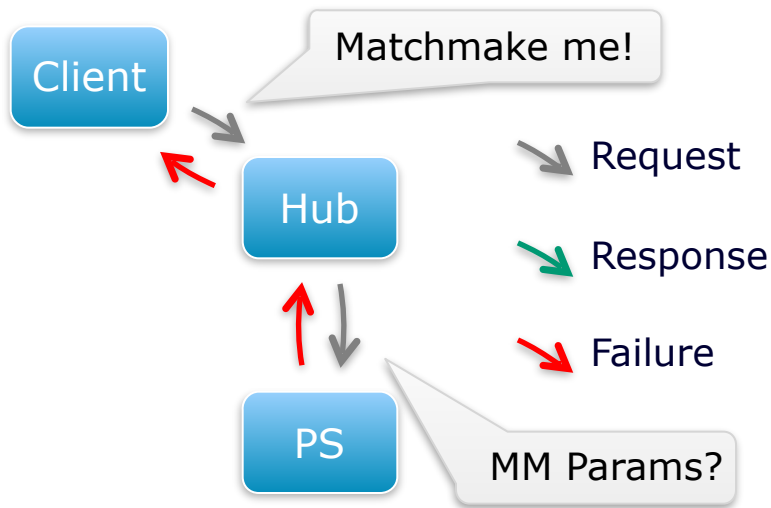 Matchmake me!
Client
Request
Hub
Response
Failure
PS
MM Params?